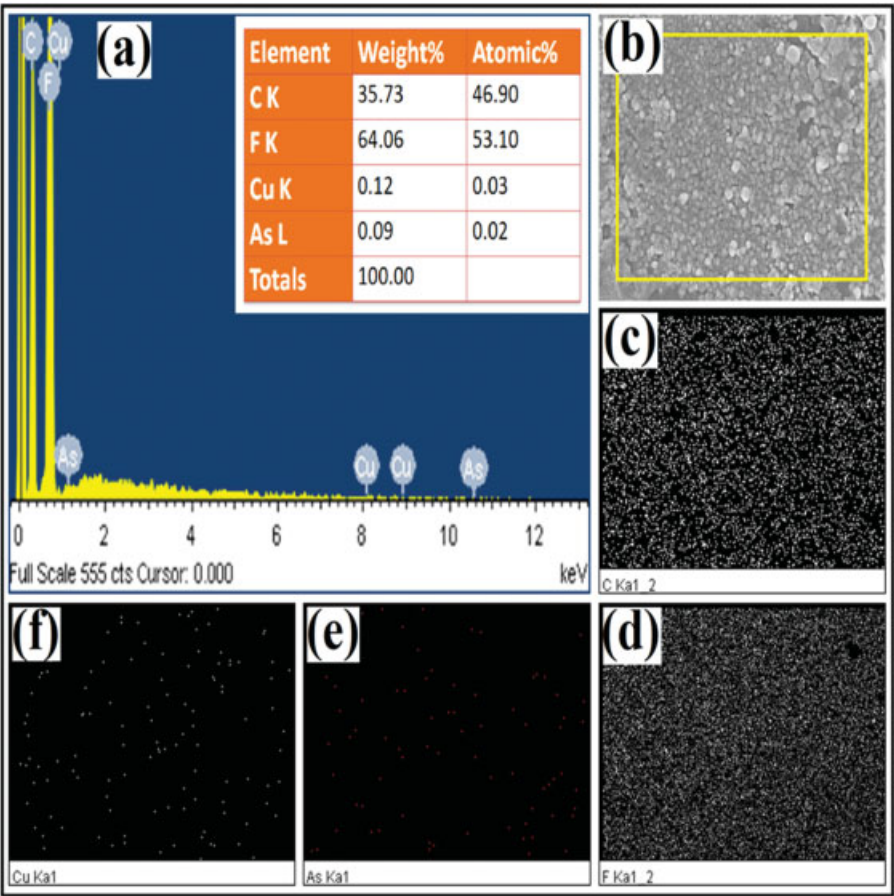 (a)
C
Cu
F
As
Cu
Cu
As
Element Weight% Atomic%
C K 35.73 46.90
F K 64.06 53.10
Cu K 0.12 0.03
As L 0.09 0.02
Totals 100.00
0 2 4 6 8 10 12
Full Scale 555 cts Cursor: 0.000 keV
(b)
(c)
C Ka1_2
(f)
Cu Ka1
(e)
As Ka1
(d)
F Ka1_2